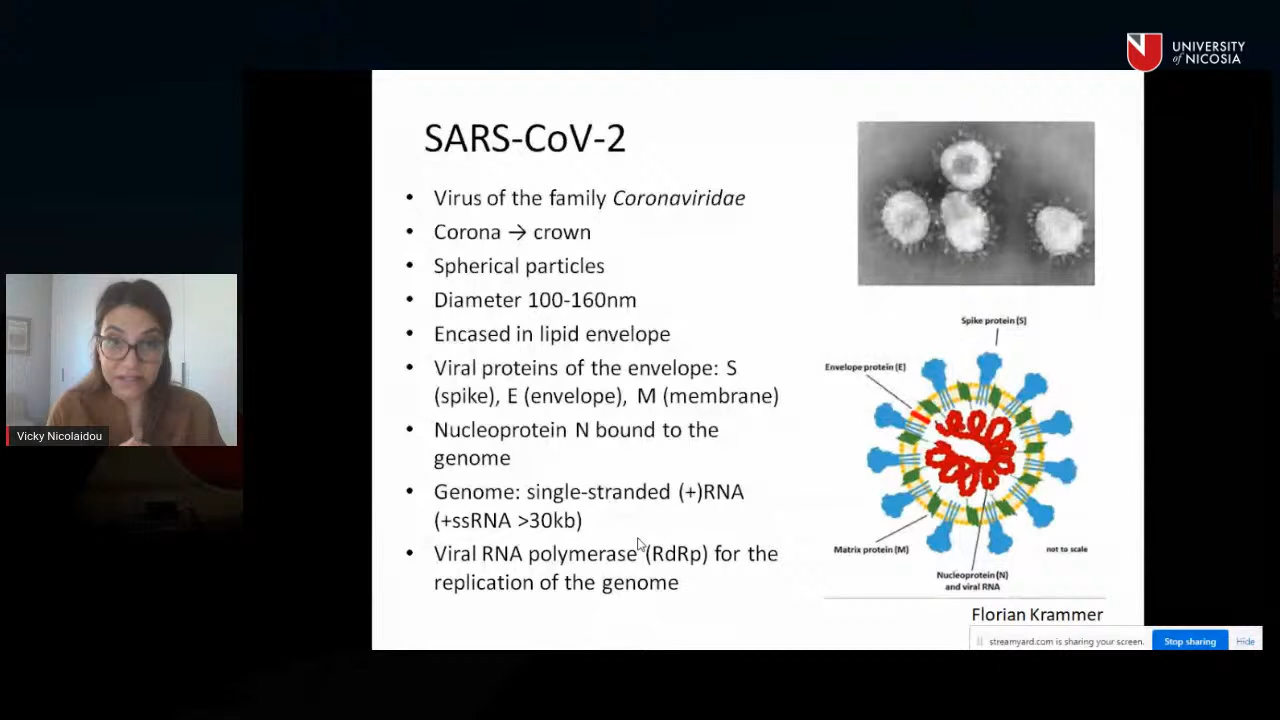 UNIVERSITY
of NICOSIA
SARS-CoV-2
• Virus of the family Coronaviridae
• Corona → crown
• Spherical particles
• Diameter 100-160nm
• Encased in lipid envelope
• Viral proteins of the envelope: S
(spike), E (envelope), M (membrane)
• Nucleoprotein N bound to the
genome
• Genome: single-stranded (+)RNA
(+ssRNA >30kb)
• Viral RNA polymerase (RdRp) for the
replication of the genome
Spike protein (S)
Envelope protein (E)
Matrix protein (M)
not to scale
Nucleoprotein (N)
and viral RNA
Florian Krammer
Vicky Nicolaidou
streamyard.com is sharing your screen.
Stop sharing
Hide